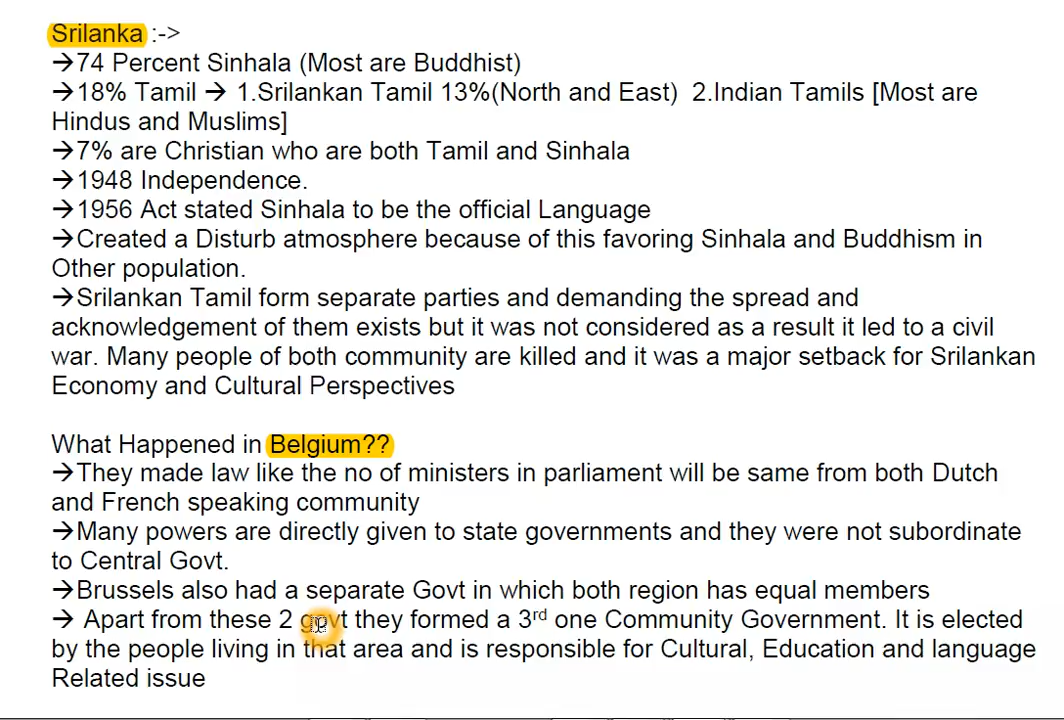 Srilanka :->
→74 Percent Sinhala (Most are Buddhist)
→18% Tamil → 1.Srilankan Tamil 13%(North and East) 2.Indian Tamils [Most are
Hindus and Muslims]
→7% are Christian who are both Tamil and Sinhala
→1948 Independence.
→1956 Act stated Sinhala to be the official Language
→Created a Disturb atmosphere because of this favoring Sinhala and Buddhism in
Other population.
→Srilankan Tamil form separate parties and demanding the spread and
acknowledgement of them exists but it was not considered as a result it led to a civil
war. Many people of both community are killed and it was a major setback for Srilankan
Economy and Cultural Perspectives
What Happened in Belgium??
→They made law like the no of ministers in parliament will be same from both Dutch
and French speaking community
→Many powers are directly given to state governments and they were not subordinate
to Central Govt.
→Brussels also had a separate Govt in which both region has equal members
→ Apart from these 2 govt they formed a 3rd one Community Government. It is elected
by the people living in that area and is responsible for Cultural, Education and language
Related issue